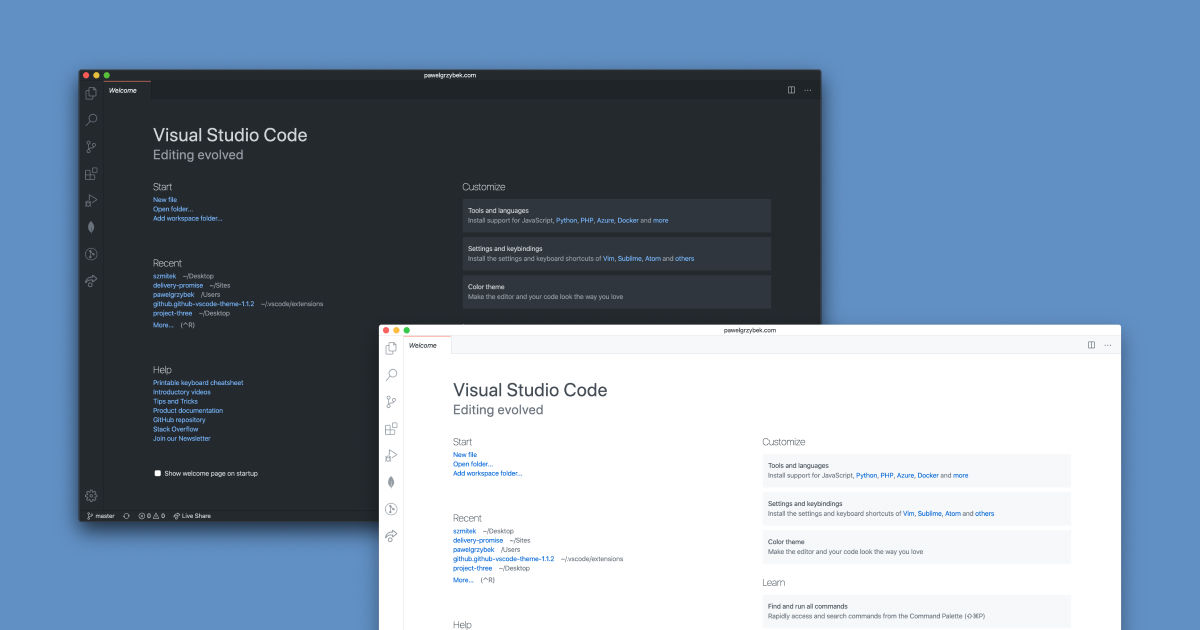 pawelgrzybek.com
Welcome
Visual Studio Code
Editing evolved
Start
New file
Open folder...
Add workspace folder...
Recent
szmitek ~/Desktop
delivery-promise ~/Sites
pawelgrzybek /Users
github.github-vscode-theme-1.1.2 ~/.vscode/extensions
project-three ~/Desktop
More... (^R)
Help
Printable keyboard cheatsheet
Introductory videos
Tips and Tricks
Product documentation
GitHub repository
Stack Overflow
Join our Newsletter
Show welcome page on startup
Customize
Tools and languages
Install support for JavaScript, Python, PHP, Azure, Docker and more
Settings and keybindings
Install the settings and keyboard shortcuts of Vim, Sublime, Atom and others
Color theme
Make the editor and your code look the way you love
master 0 0 Live Share
pawelgrzybek.com
Welcome
Visual Studio Code
Editing evolved
Start
New file
Open folder...
Add workspace folder...
Recent
szmitek ~/Desktop
delivery-promise ~/Sites
pawelgrzybek /Users
github.github-vscode-theme-1.1.2 ~/.vscode/extensions
project-three ~/Desktop
More... (^R)
Help
Customize
Tools and languages
Install support for JavaScript, Python, PHP, Azure, Docker and more
Settings and keybindings
Install the settings and keyboard shortcuts of Vim, Sublime, Atom and others
Color theme
Make the editor and your code look the way you love
Learn
Find and run all commands
Rapidly access and search commands from the Command Palette (⇧⌘P)